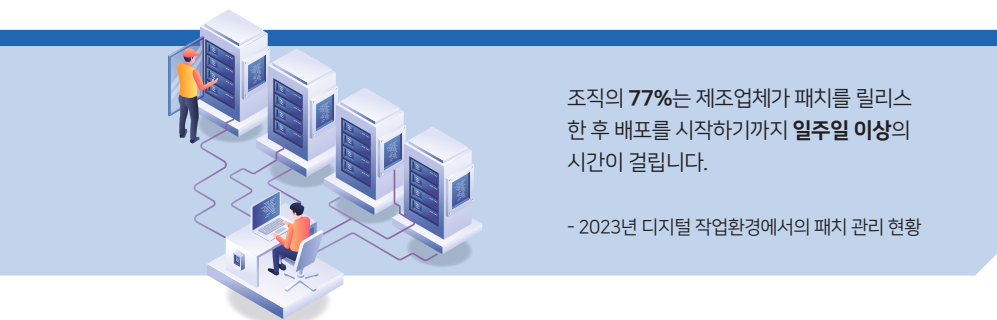 조직의 77%는 제조업체가 패치를 릴리스
한 후 배포를 시작하기까지 일주일 이상의
시간이 걸립니다.
- 2023년 디지털 작업환경에서의 패치 관리 현황